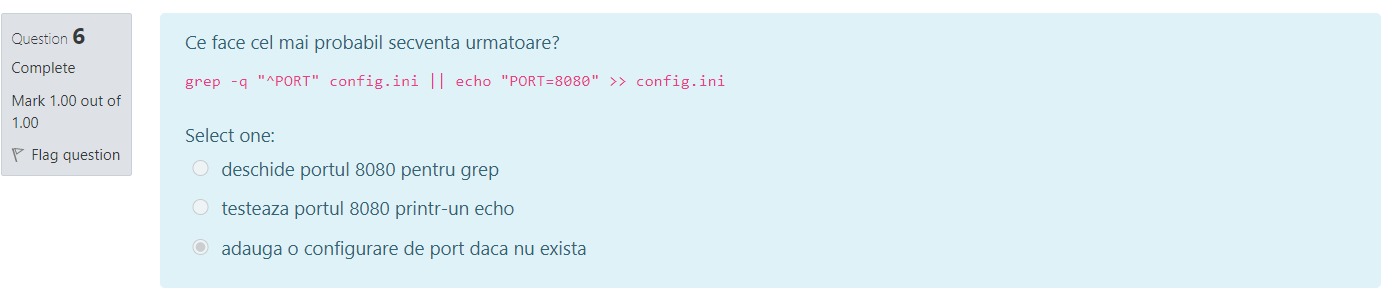 Question 6
Complete
Mark 1.00 out of
1.00
Flag question
Ce face cel mai probabil secventa urmatoare?
grep -q "^PORT" config.ini || echo "PORT=8080" >> config.ini
Select one:
deschide portul 8080 pentru grep
testeaza portul 8080 printr-un echo
adauga o configurare de port daca nu exista